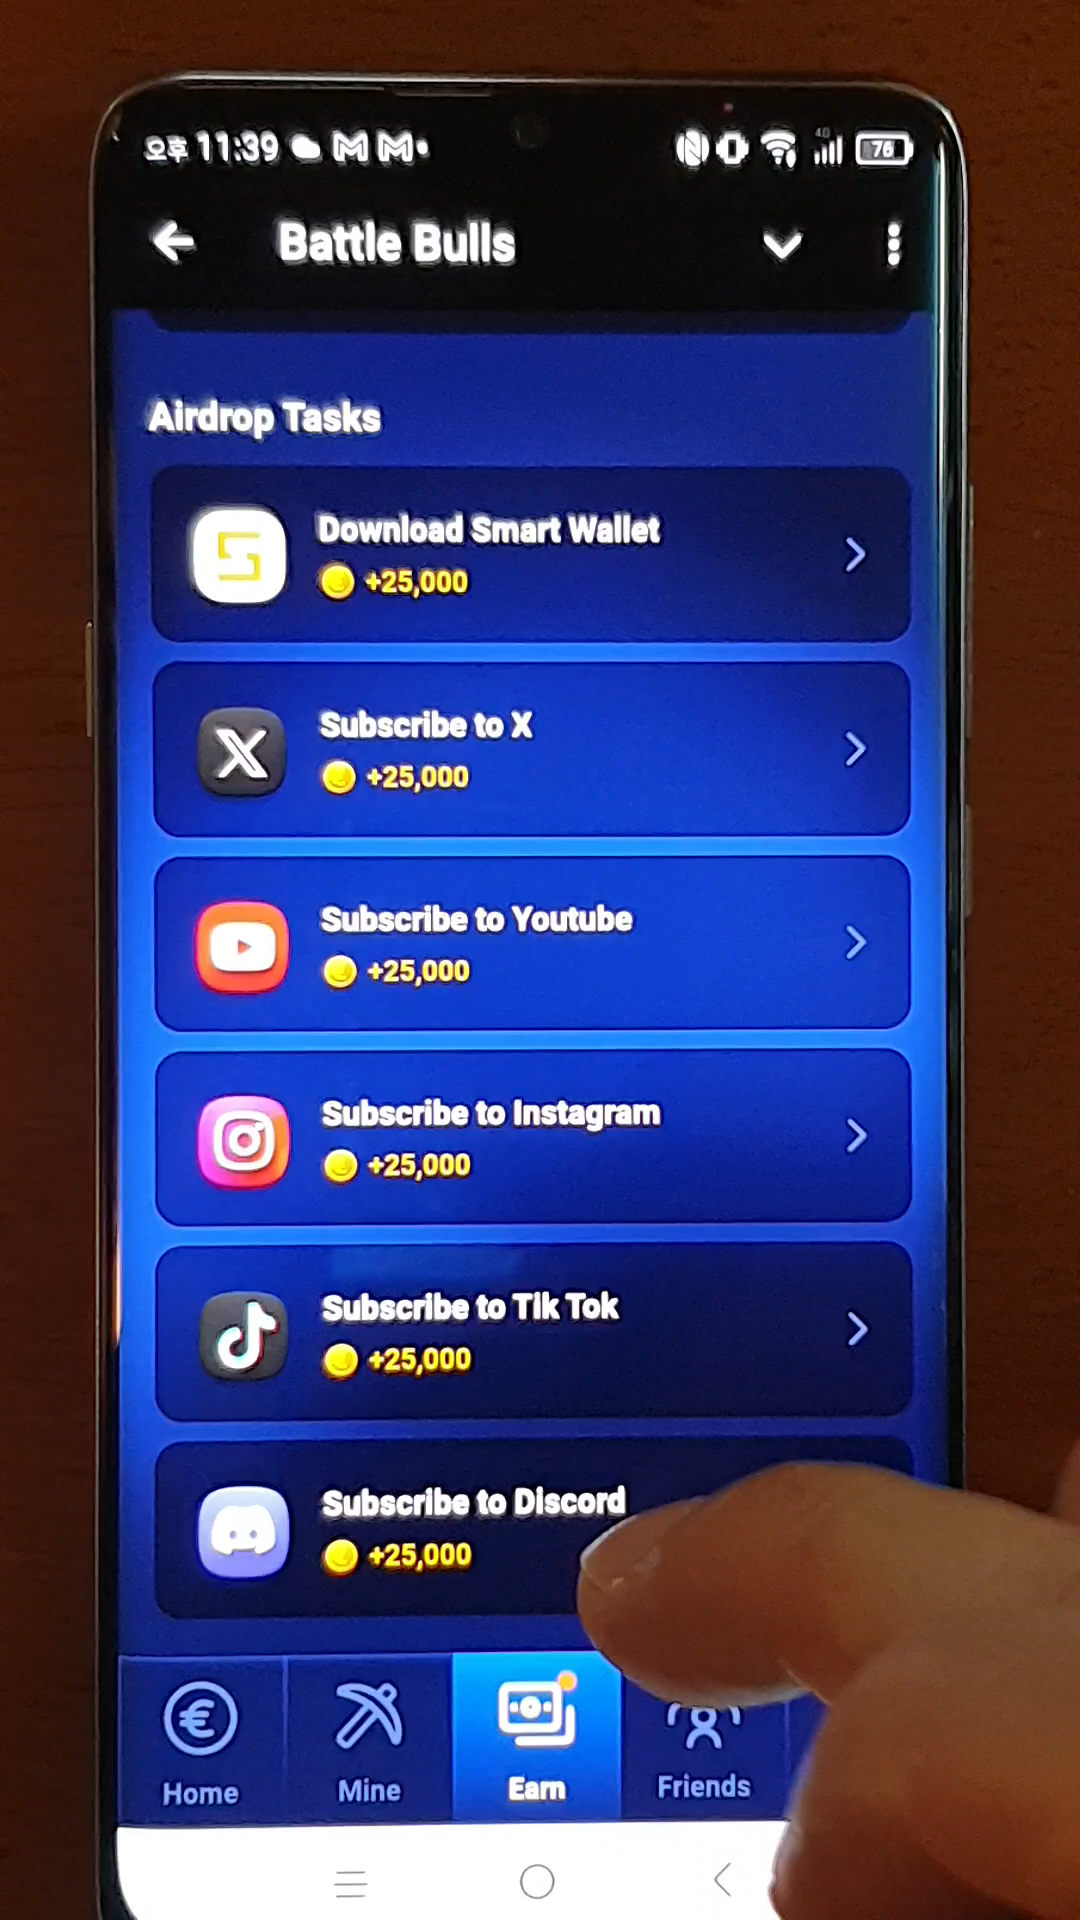 오후 11:39
4G
76
Battle Bulls
Airdrop Tasks
Download Smart Wallet
+25,000
Subscribe to X
+25,000
Subscribe to Youtube
+25,000
Subscribe to Instagram
+25,000
Subscribe to Tik Tok
+25,000
Subscribe to Discord
+25,000
Home
Mine
Earn
Friends